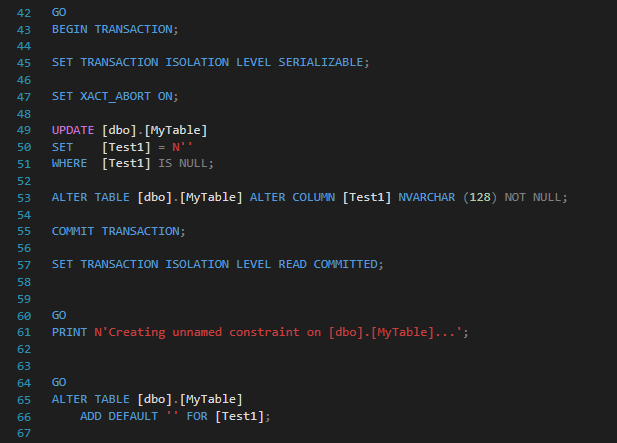 42 GO
43 BEGIN TRANSACTION;
44
45 SET TRANSACTION ISOLATION LEVEL SERIALIZABLE;
46
47 SET XACT_ABORT ON;
48
49 UPDATE [dbo].[MyTable]
50 SET    [Test1] = N''
51 WHERE  [Test1] IS NULL;
52
53 ALTER TABLE [dbo].[MyTable] ALTER COLUMN [Test1] NVARCHAR (128) NOT NULL;
54
55 COMMIT TRANSACTION;
56
57 SET TRANSACTION ISOLATION LEVEL READ COMMITTED;
58
59
60 GO
61 PRINT N'Creating unnamed constraint on [dbo].[MyTable]...';
62
63
64 GO
65 ALTER TABLE [dbo].[MyTable]
66     ADD DEFAULT '' FOR [Test1];
67